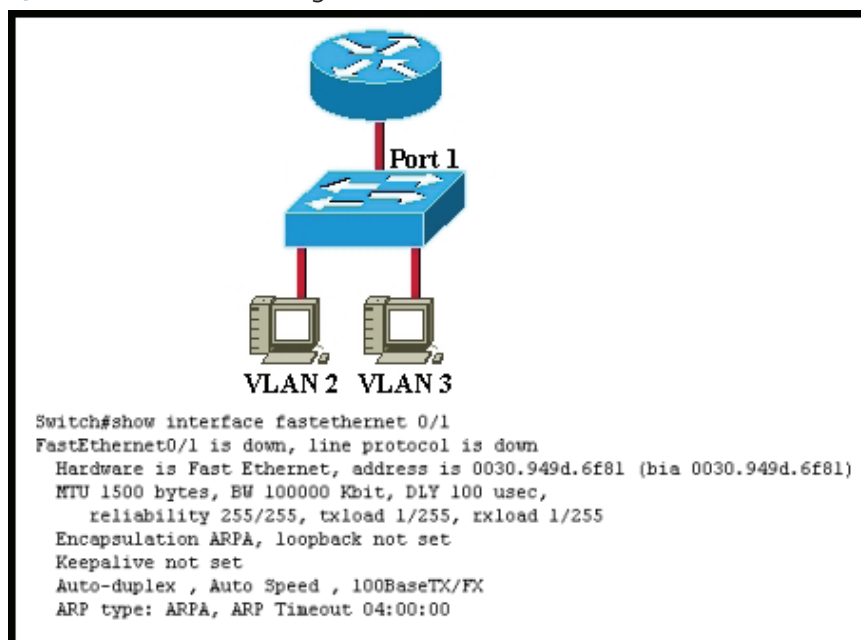 Port 1
VLAN 2 VLAN 3
Switch#show interface fastethernet 0/1
FastEthernet0/1 is down, line protocol is down
Hardware is Fast Ethernet, address is 0030.949d.6f81 (bia 0030.949d.6f81)
MTU 1500 bytes, BW 100000 Kbit, DLY 100 usec,
reliability 255/255, txload 1/255, rxload 1/255
Encapsulation ARPA, loopback not set
Keepalive not set
Auto-duplex , Auto Speed , 100BaseTX/FX
ARP type: ARPA, ARP Timeout 04:00:00